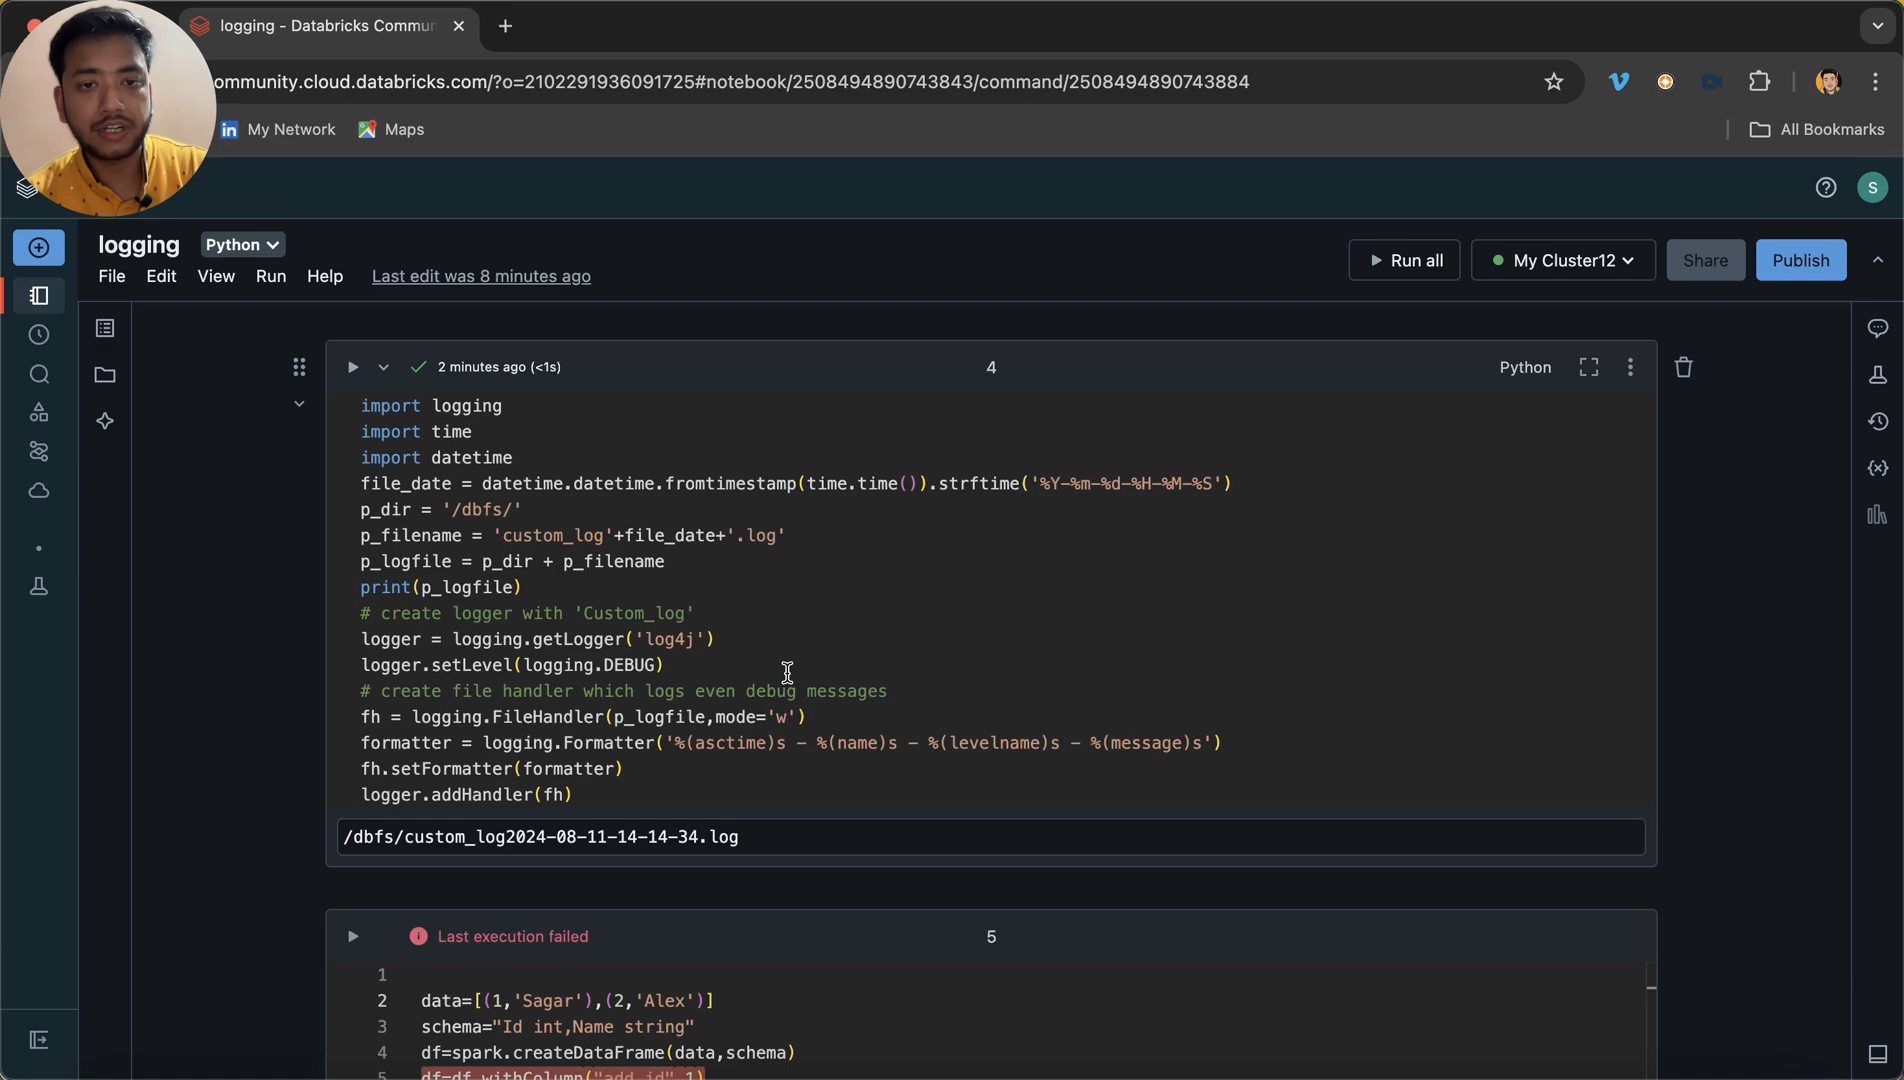 logging - Databricks Commun
ommunity.cloud.databricks.com/?o=2102291936091725#notebook/2508494890743843/command/2508494890743884
in My Network Maps All Bookmarks
S
logging Python
File Edit View Run Help Last edit was 8 minutes ago
Run all My Cluster12 Share Publish
2 minutes ago (<1s) 4 Python
import logging
import time
import datetime
file_date = datetime.datetime.fromtimestamp(time.time()).strftime('%Y-%m-%d-%H-%M-%S')
p_dir = '/dbfs/'
p_filename = 'custom_log'+file_date+'.log'
p_logfile = p_dir + p_filename
print(p_logfile)
# create logger with 'Custom_log'
logger = logging.getLogger('log4j')
logger.setLevel(logging.DEBUG)
# create file handler which logs even debug messages
fh = logging.FileHandler(p_logfile,mode='w')
formatter = logging.Formatter('%(asctime)s - %(name)s - %(levelname)s - %(message)s')
fh.setFormatter(formatter)
logger.addHandler(fh)
/dbfs/custom_log2024-08-11-14-14-34.log
Last execution failed 5
1
2 data=[(1,'Sagar'),(2,'Alex')]
3 schema="Id int,Name string"
4 df=spark.createDataFrame(data,schema)
5 df=df.withColumn("add_id",1)